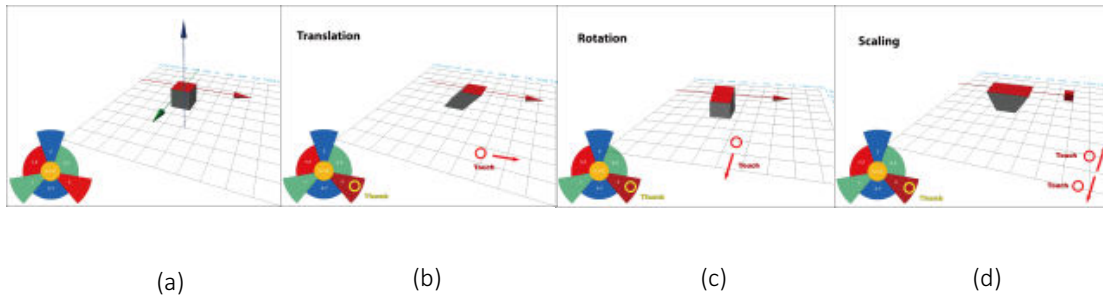 Translation
Rotation
Scaling
Touch
Thumb
Touch
Thumb
Touch
Touch
Thumb
(a)
(b)
(c)
(d)